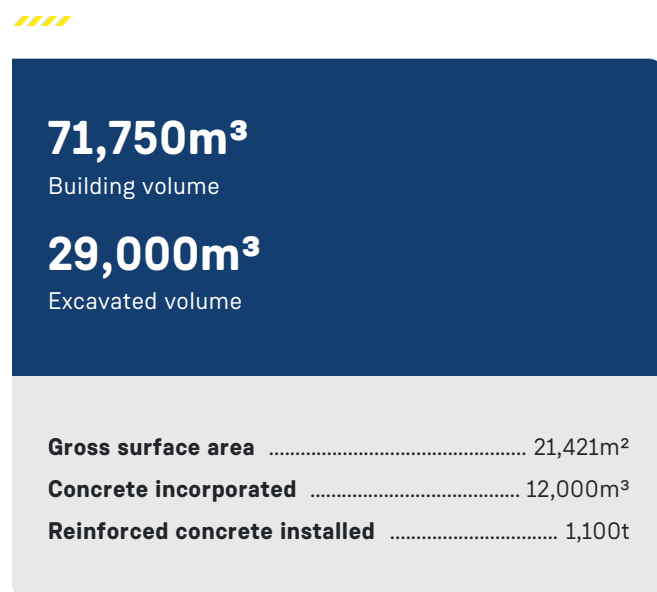 71,750m³
Building volume
29,000m³
Excavated volume
Gross surface area ................................................ 21,421m²
Concrete incorporated ....................................... 12,000m³
Reinforced concrete installed ............................... 1,100t